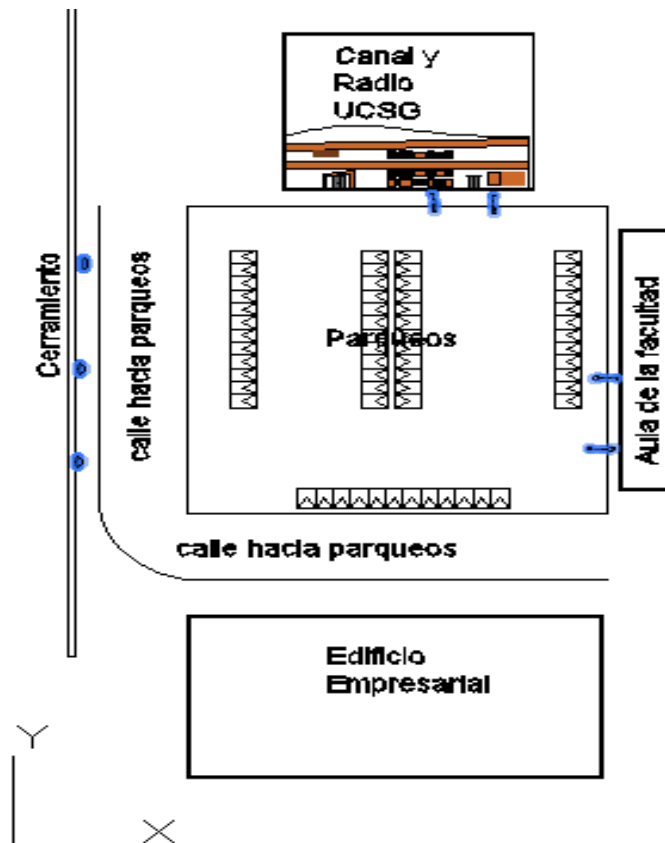 Canal y
Radio
UCSG
Cerramiento
calle hacia parqueos
Parqueos
Aula de la facultad
calle hacia parqueos
Edificio
Empresarial
Y
X